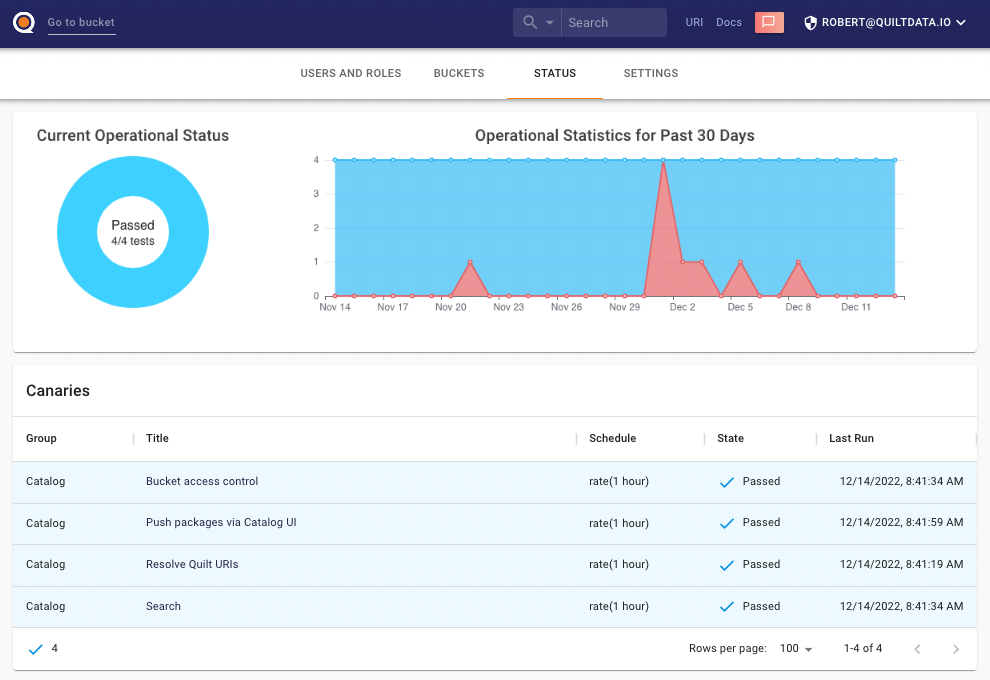 Go to bucket
Search
URI Docs
ROBERT@QUILTDATA.IO
USERS AND ROLES BUCKETS STATUS SETTINGS
Current Operational Status
Passed
4/4 tests
Operational Statistics for Past 30 Days
4
3
2
1
0
Nov 14 Nov 17 Nov 20 Nov 23 Nov 26 Nov 29 Dec 2 Dec 5 Dec 8 Dec 11
Canaries
Group Title Schedule State Last Run
Catalog Bucket access control rate(1 hour) Passed 12/14/2022, 8:41:34 AM
Catalog Push packages via Catalog UI rate(1 hour) Passed 12/14/2022, 8:41:59 AM
Catalog Resolve Quilt URIs rate(1 hour) Passed 12/14/2022, 8:41:19 AM
Catalog Search rate(1 hour) Passed 12/14/2022, 8:41:34 AM
4 Rows per page: 100 1-4 of 4